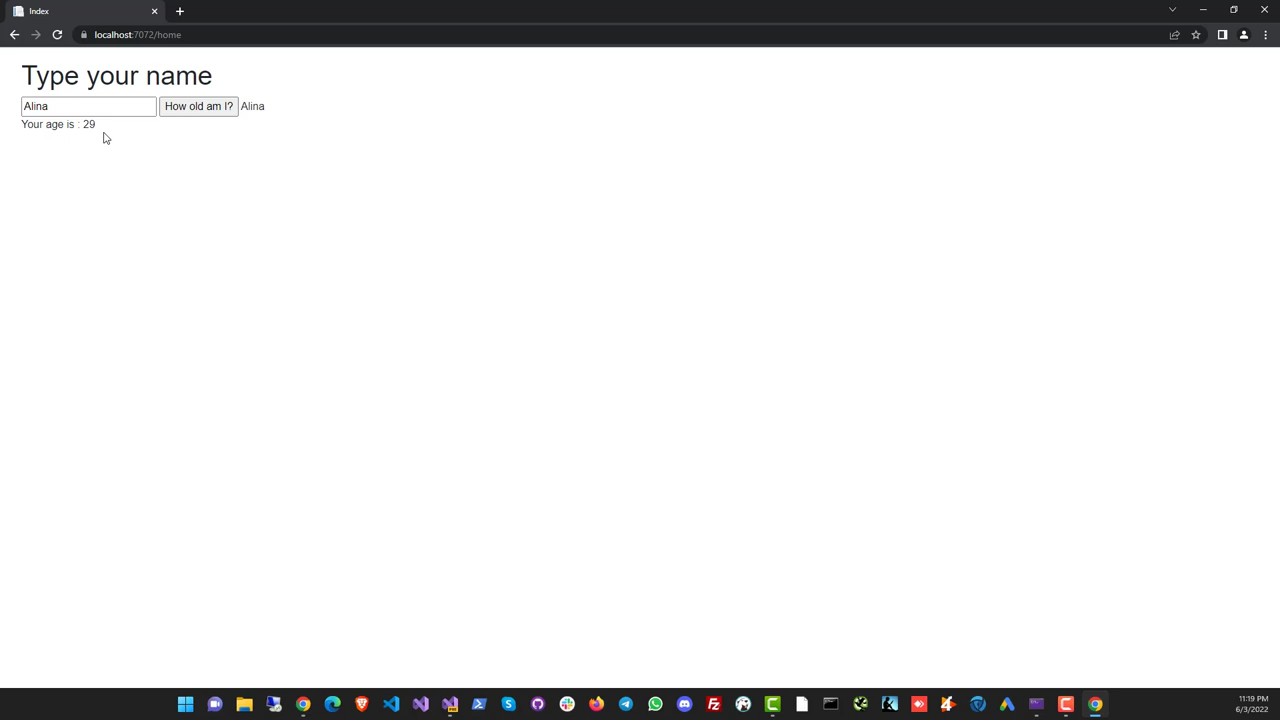 Index
localhost:7072/home
Type your name
Alina How old am I? Alina
Your age is : 29
11:19 PM
6/3/2022